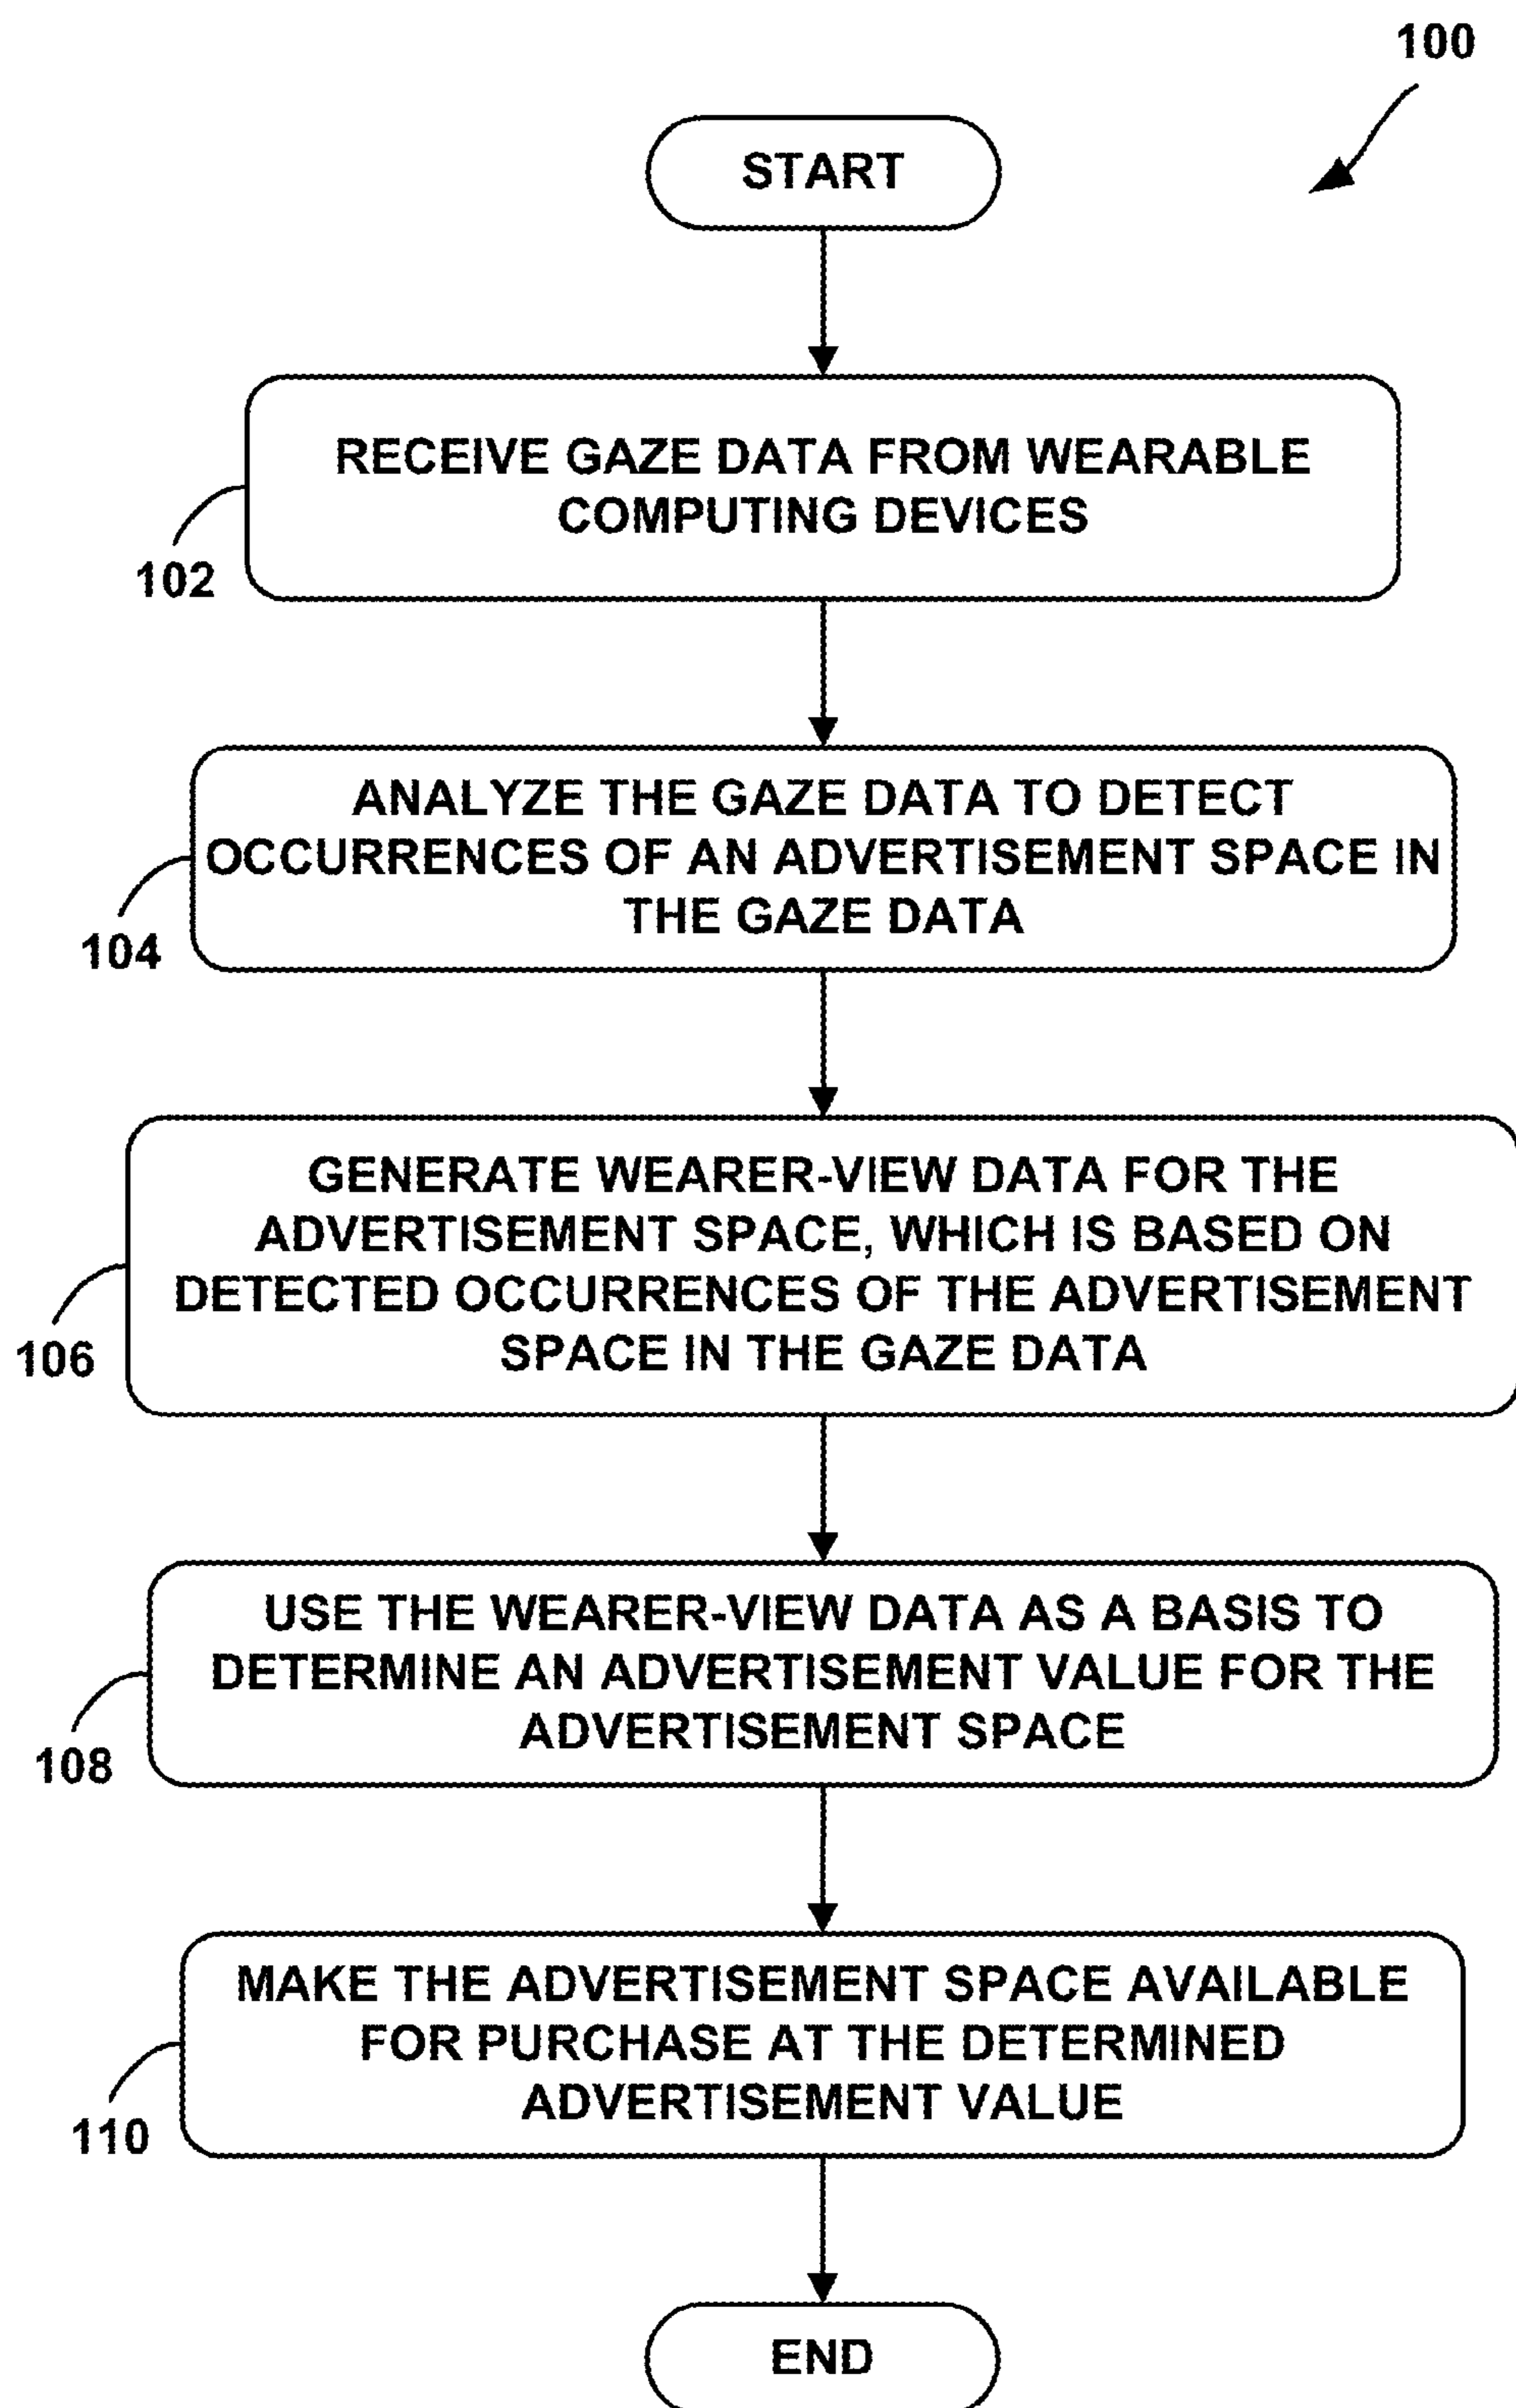 100
START
RECEIVE GAZE DATA FROM WEARABLE
COMPUTING DEVICES
102
ANALYZE THE GAZE DATA TO DETECT
OCCURRENCES OF AN ADVERTISEMENT SPACE IN
THE GAZE DATA
104
GENERATE WEARER-VIEW DATA FOR THE
ADVERTISEMENT SPACE, WHICH IS BASED ON
DETECTED OCCURRENCES OF THE ADVERTISEMENT
SPACE IN THE GAZE DATA
106
USE THE WEARER-VIEW DATA AS A BASIS TO
DETERMINE AN ADVERTISEMENT VALUE FOR THE
ADVERTISEMENT SPACE
108
MAKE THE ADVERTISEMENT SPACE AVAILABLE
FOR PURCHASE AT THE DETERMINED
ADVERTISEMENT VALUE
110
END